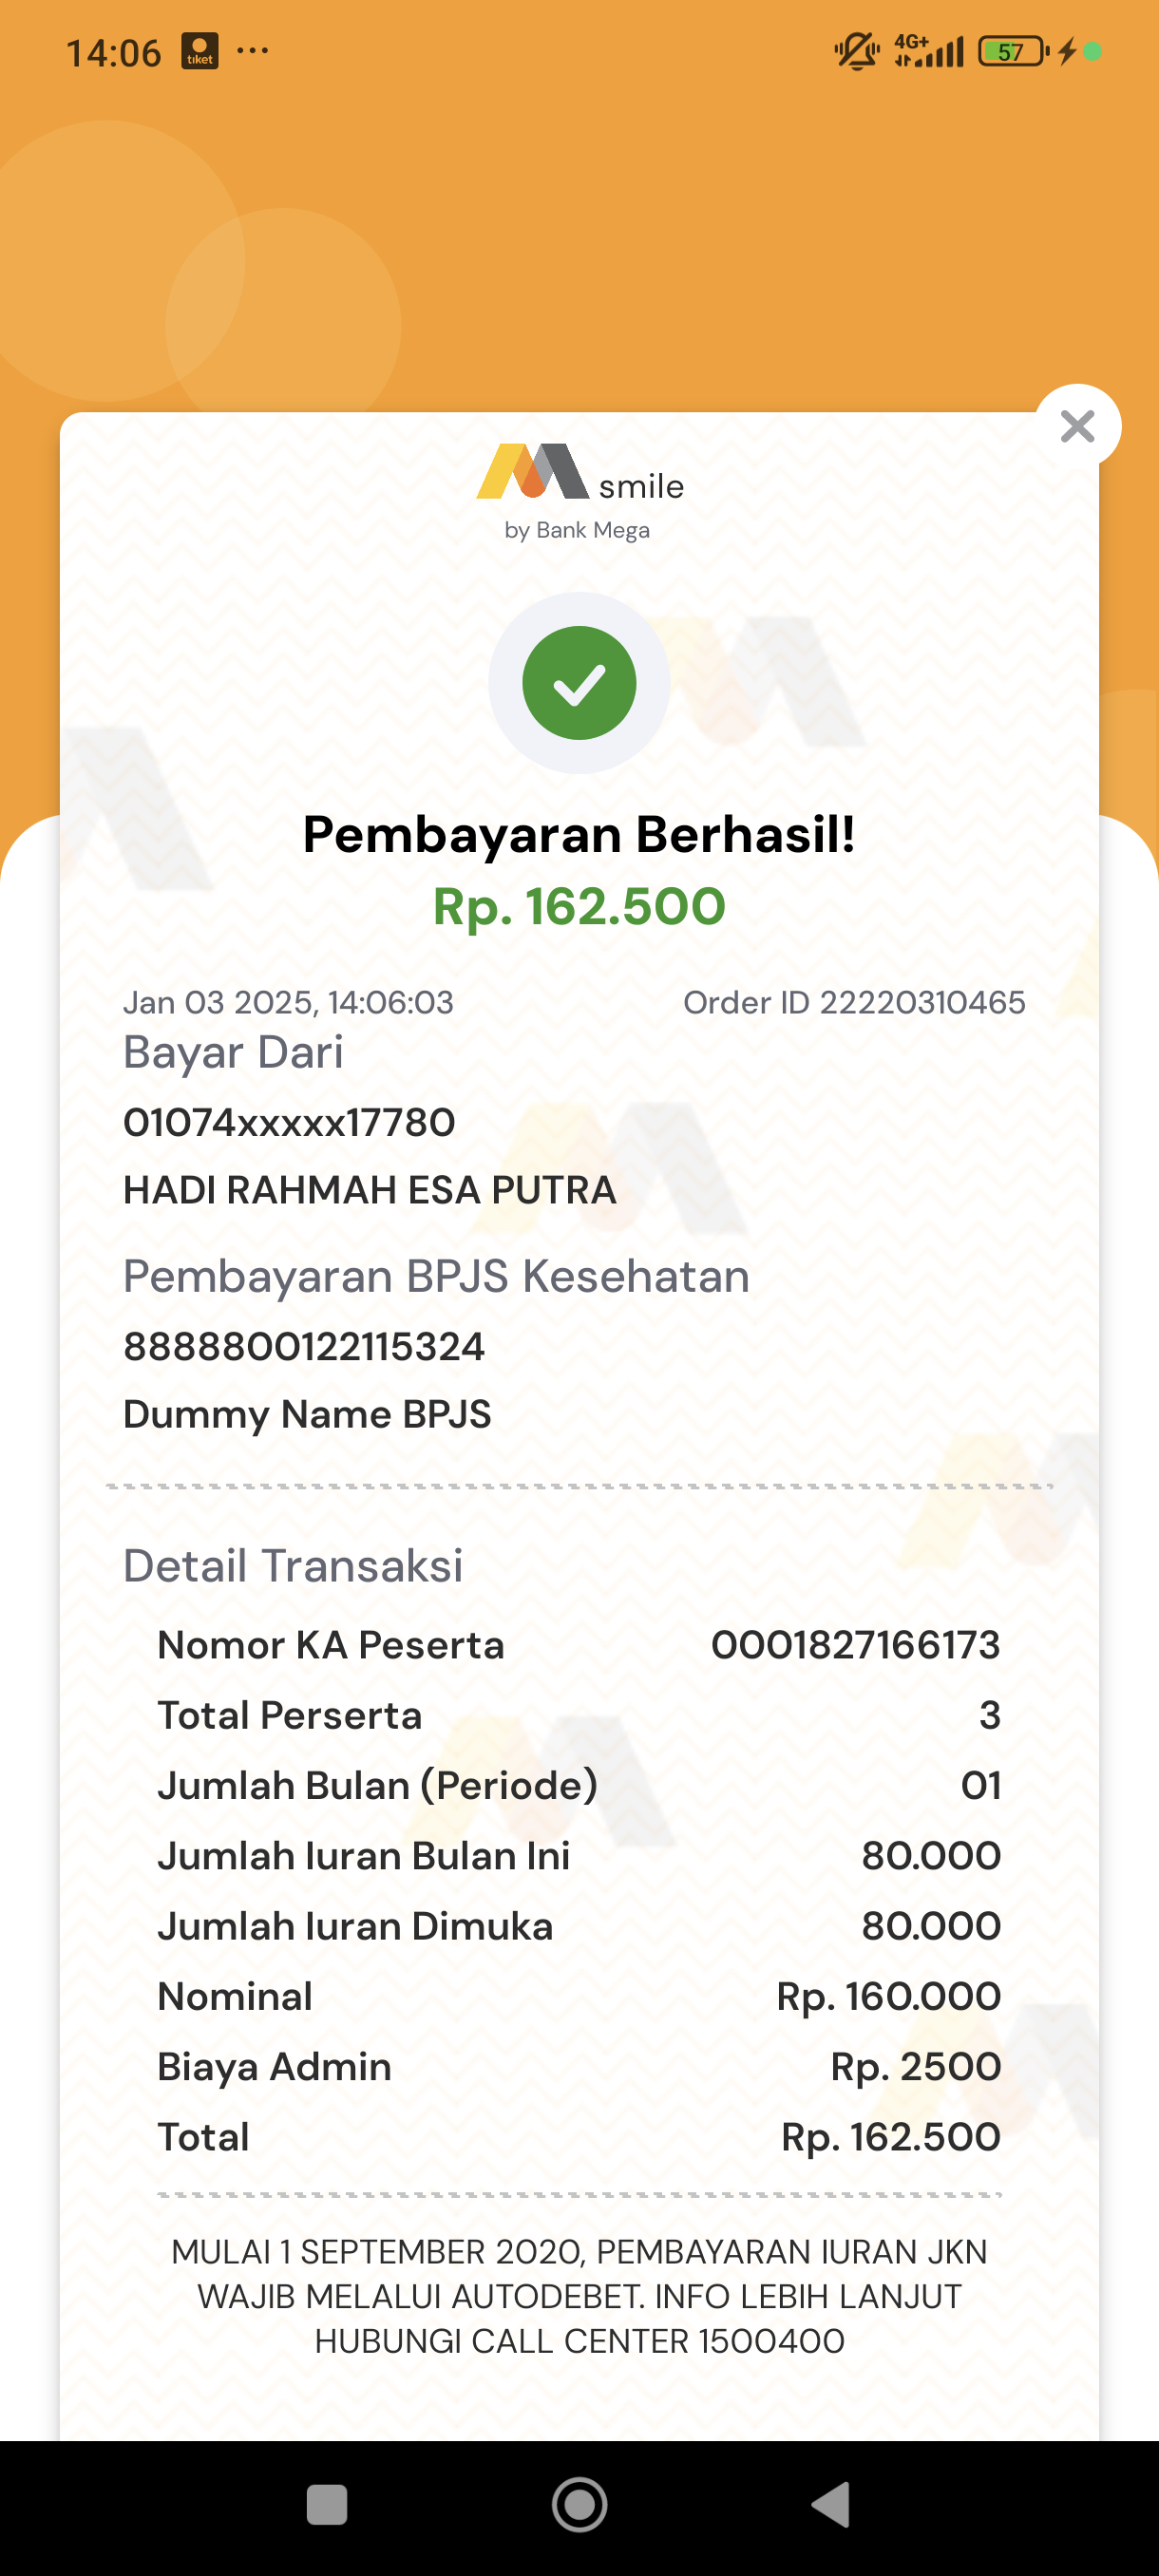 14:06 tiket ... 4G+ 57
smile
by Bank Mega
Pembayaran Berhasil!
Rp. 162.500
Jan 03 2025, 14:06:03 Order ID 22220310465
Bayar Dari
01074xxxxx17780
HADI RAHMAH ESA PUTRA
Pembayaran BPJS Kesehatan
8888800122115324
Dummy Name BPJS
Detail Transaksi
Nomor KA Peserta 0001827166173
Total Perserta 3
Jumlah Bulan (Periode) 01
Jumlah Iuran Bulan Ini 80.000
Jumlah Iuran Dimuka 80.000
Nominal Rp. 160.000
Biaya Admin Rp. 2500
Total Rp. 162.500
MULAI 1 SEPTEMBER 2020, PEMBAYARAN IURAN JKN
WAJIB MELALUI AUTODEBET. INFO LEBIH LANJUT
HUBUNGI CALL CENTER 1500400